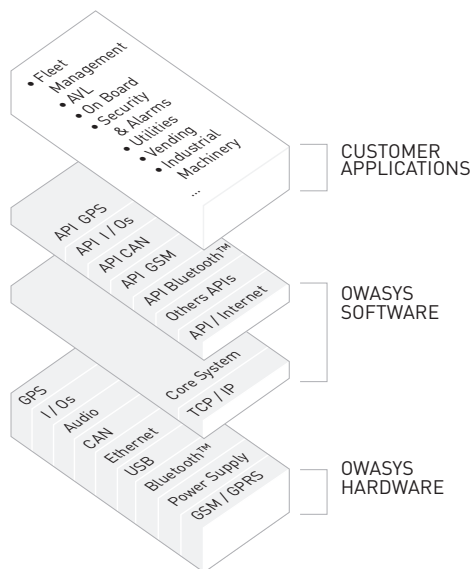 • Fleet
Management
• AVL
• On Board
• Security
& Alarms
• Utilities
• Vending
• Industrial
Machinery
...
CUSTOMER
APPLICATIONS
API GPS
API I / Os
API CAN
API GSM
API Bluetooth™
Others APIs
API / Internet
OWASYS
SOFTWARE
Core System
TCP / IP
GPS
I / Os
Audio
CAN
Ethernet
USB
Bluetooth™
Power Supply
GSM / GPRS
OWASYS
HARDWARE